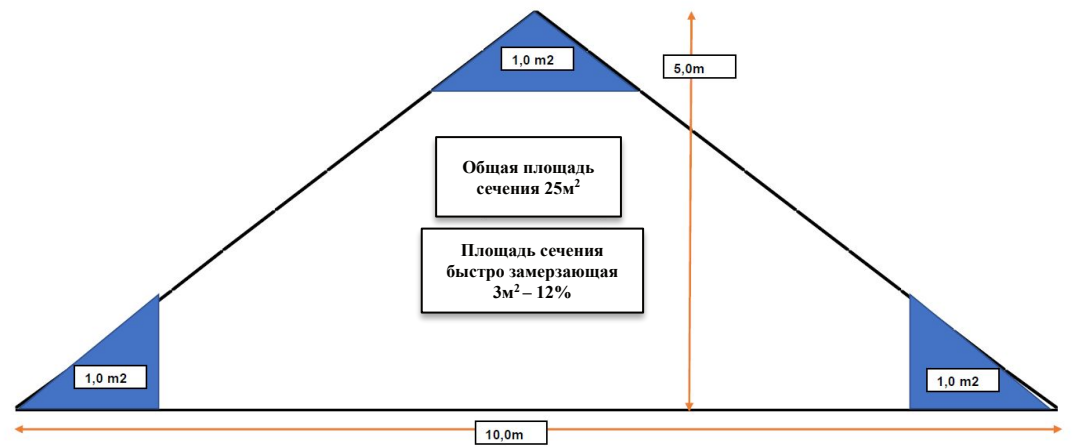 1,0 m2
5,0m
Общая площадь
сечения 25м²
Площадь сечения
быстро замерзающая
3м² – 12%
1,0 m2
1,0 m2
10,0m